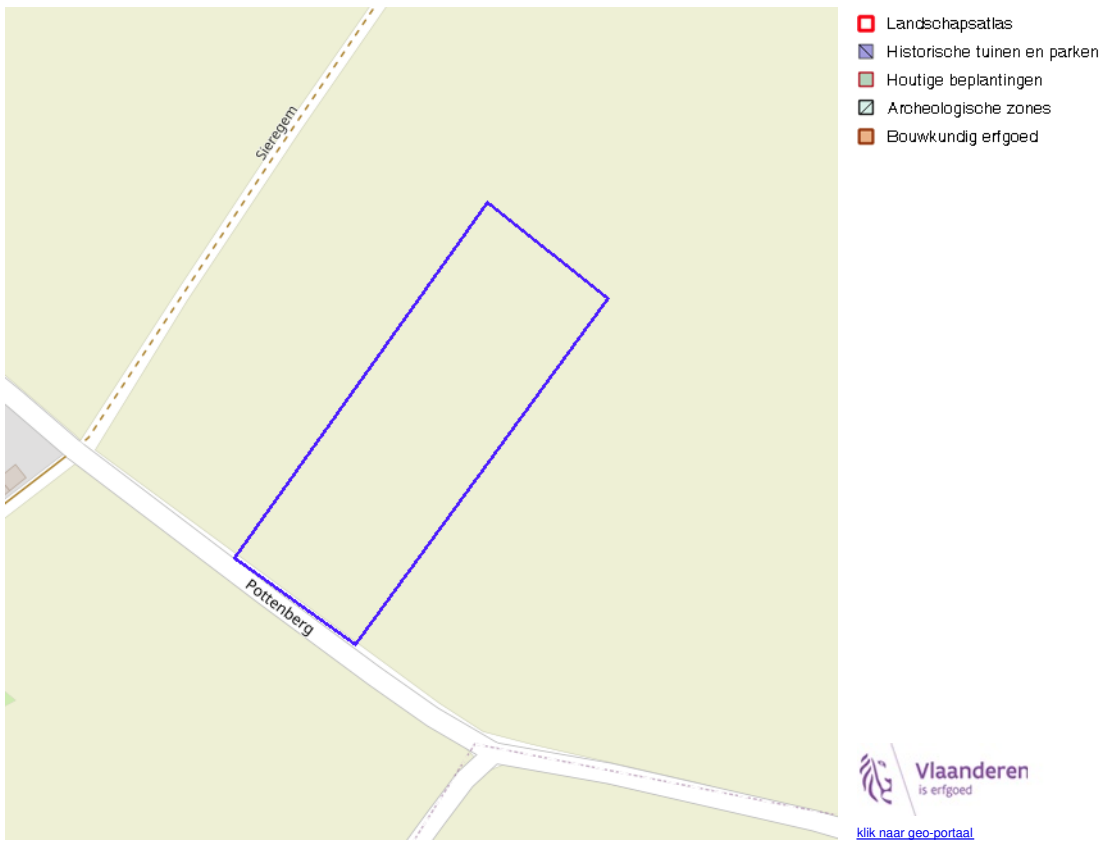 Sieregem
Pottenberg
Landschapsatlas
Historische tuinen en parken
Houtige beplantingen
Archeologische zones
Bouwkundig erfgoed
Vlaanderen
is erfgoed
klik naar geo-portaal